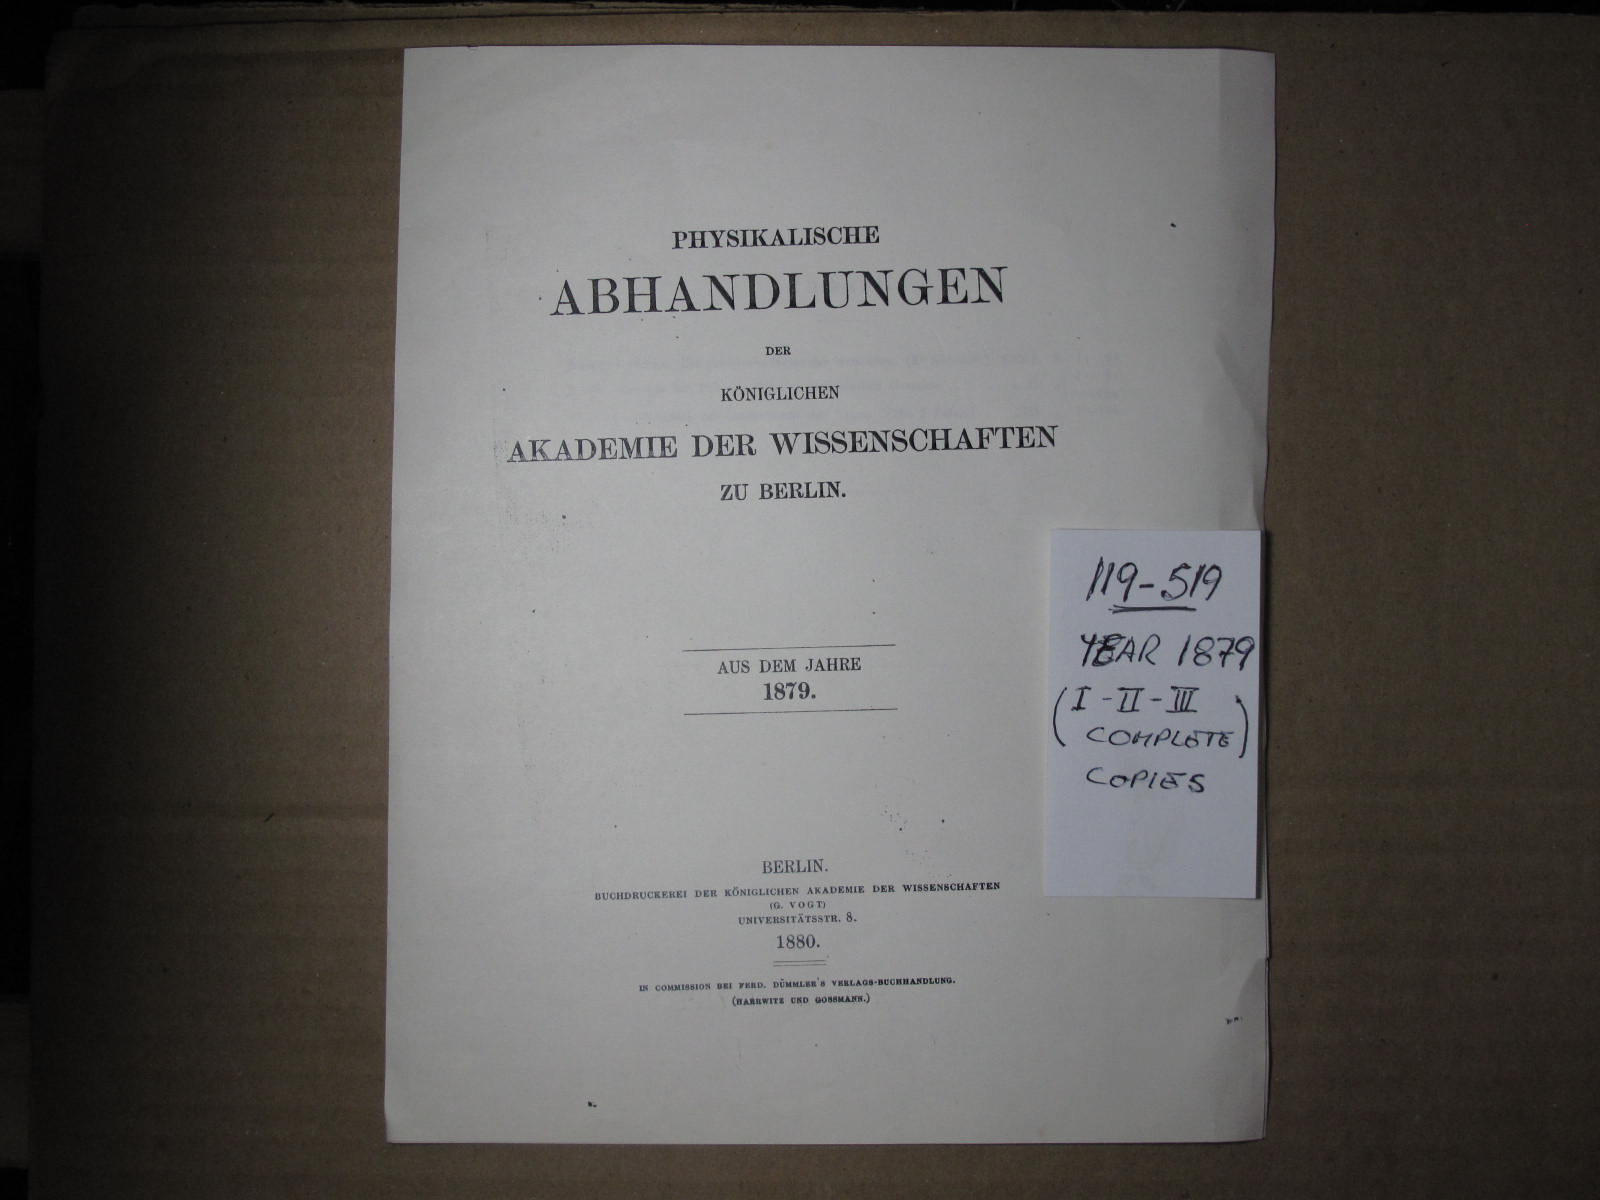 PHYSIKALISCHE
ABHANDLUNGEN
DER
KÖNIGLICHEN
AKADEMIE DER WISSENSCHAFTEN
ZU BERLIN.
AUS DEM JAHRE
1879.
BERLIN.
BUCHDRUCKEREI DER KÖNIGLICHEN AKADEMIE DER WISSENSCHAFTEN
(G. VOGT)
UNIVERSITÄTSSTR. 8.
1880.
IN COMMISSION BEI FERD. DÜMMLER'S VERLAGS-BUCHHANDLUNG.
(HARRWITZ UND GOSSMANN.)
119-519
YEAR 1879
(I-II-III
COMPLETE)
COPIES